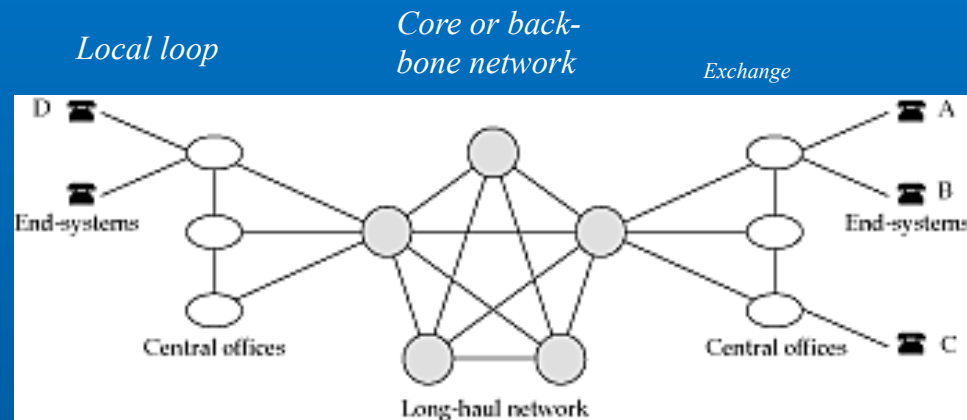 Local loop
Core or back-
bone network
Exchange
D
A
B
End-systems
End-systems
Central offices
Central offices
C
Long-haul network